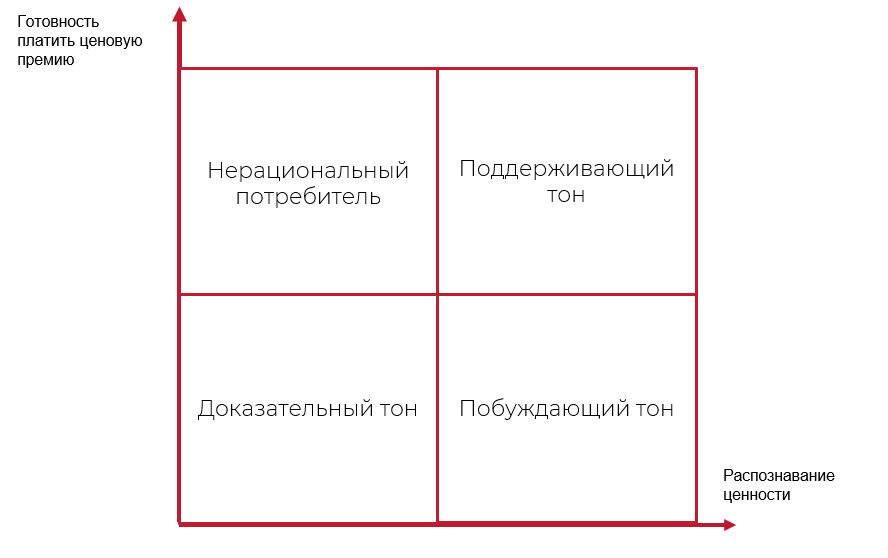 Готовность
платить ценовую
премию
Нерациональный
потребитель
Поддерживающий
тон
Доказательный тон
Побуждающий тон
Распознавание
ценности